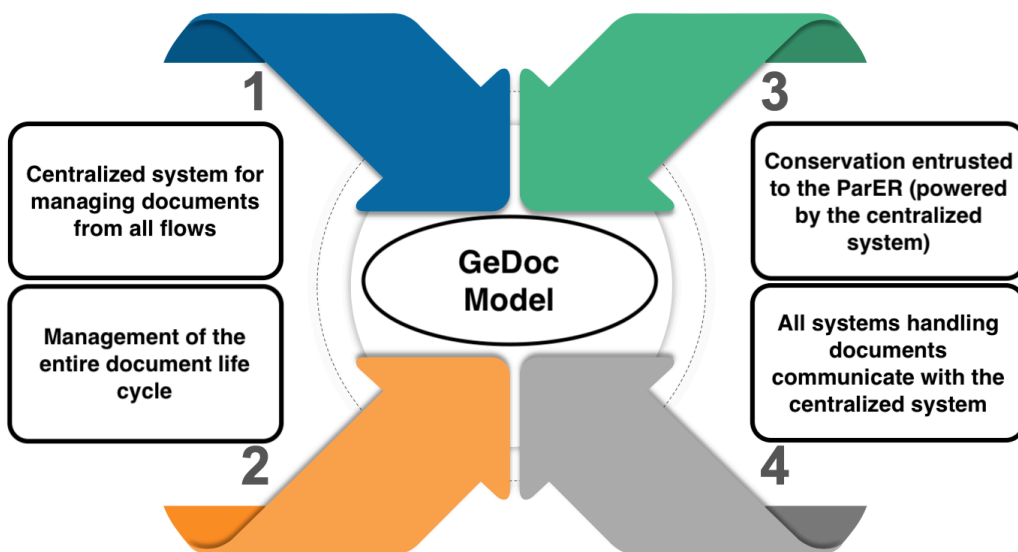 1
Centralized system for
managing documents
from all flows
Management of the
entire document life
cycle
2
GeDoc
Model
3
Conservation entrusted
to the ParER (powered
by the centralized
system)
All systems handling
documents
communicate with the
centralized system
4